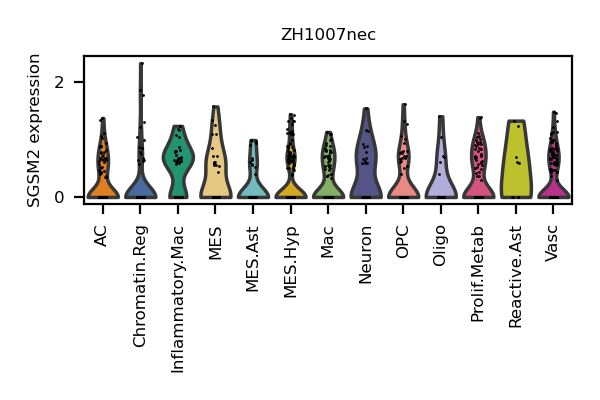 ZH1007nec
SGSM2 expression
2
0
AC
Chromatin.Reg
Inflammatory.Mac
MES
MES.Ast
MES.Hyp
Mac
Neuron
OPC
Oligo
Prolif.Metab
Reactive.Ast
Vasc